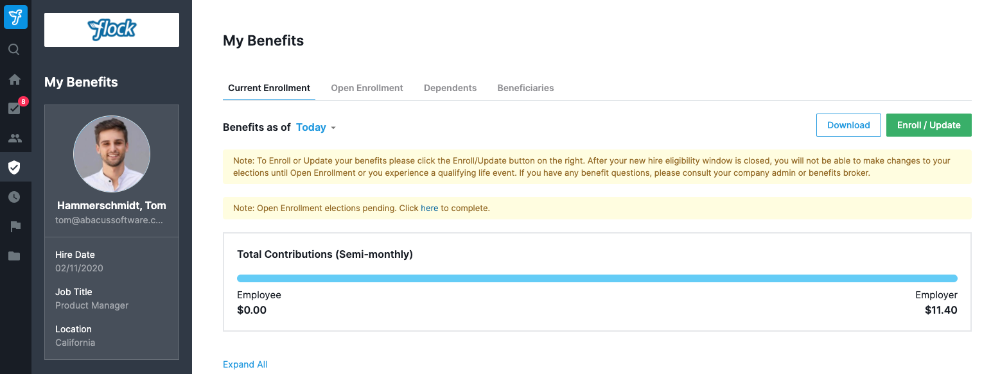 flock
My Benefits
8
Hammerschmidt, Tom
tom@abacussoftware.c...
Hire Date
02/11/2020
Job Title
Product Manager
Location
California
My Benefits
Current Enrollment Open Enrollment Dependents Beneficiaries
Benefits as of Today
Download Enroll / Update
Note: To Enroll or Update your benefits please click the Enroll/Update button on the right. After your new hire eligibility window is closed, you will not be able to make changes to your
elections until Open Enrollment or you experience a qualifying life event. If you have any benefit questions, please consult your company admin or benefits broker.
Note: Open Enrollment elections pending. Click here to complete.
Total Contributions (Semi-monthly)
Employee Employer
$0.00 $11.40
Expand All